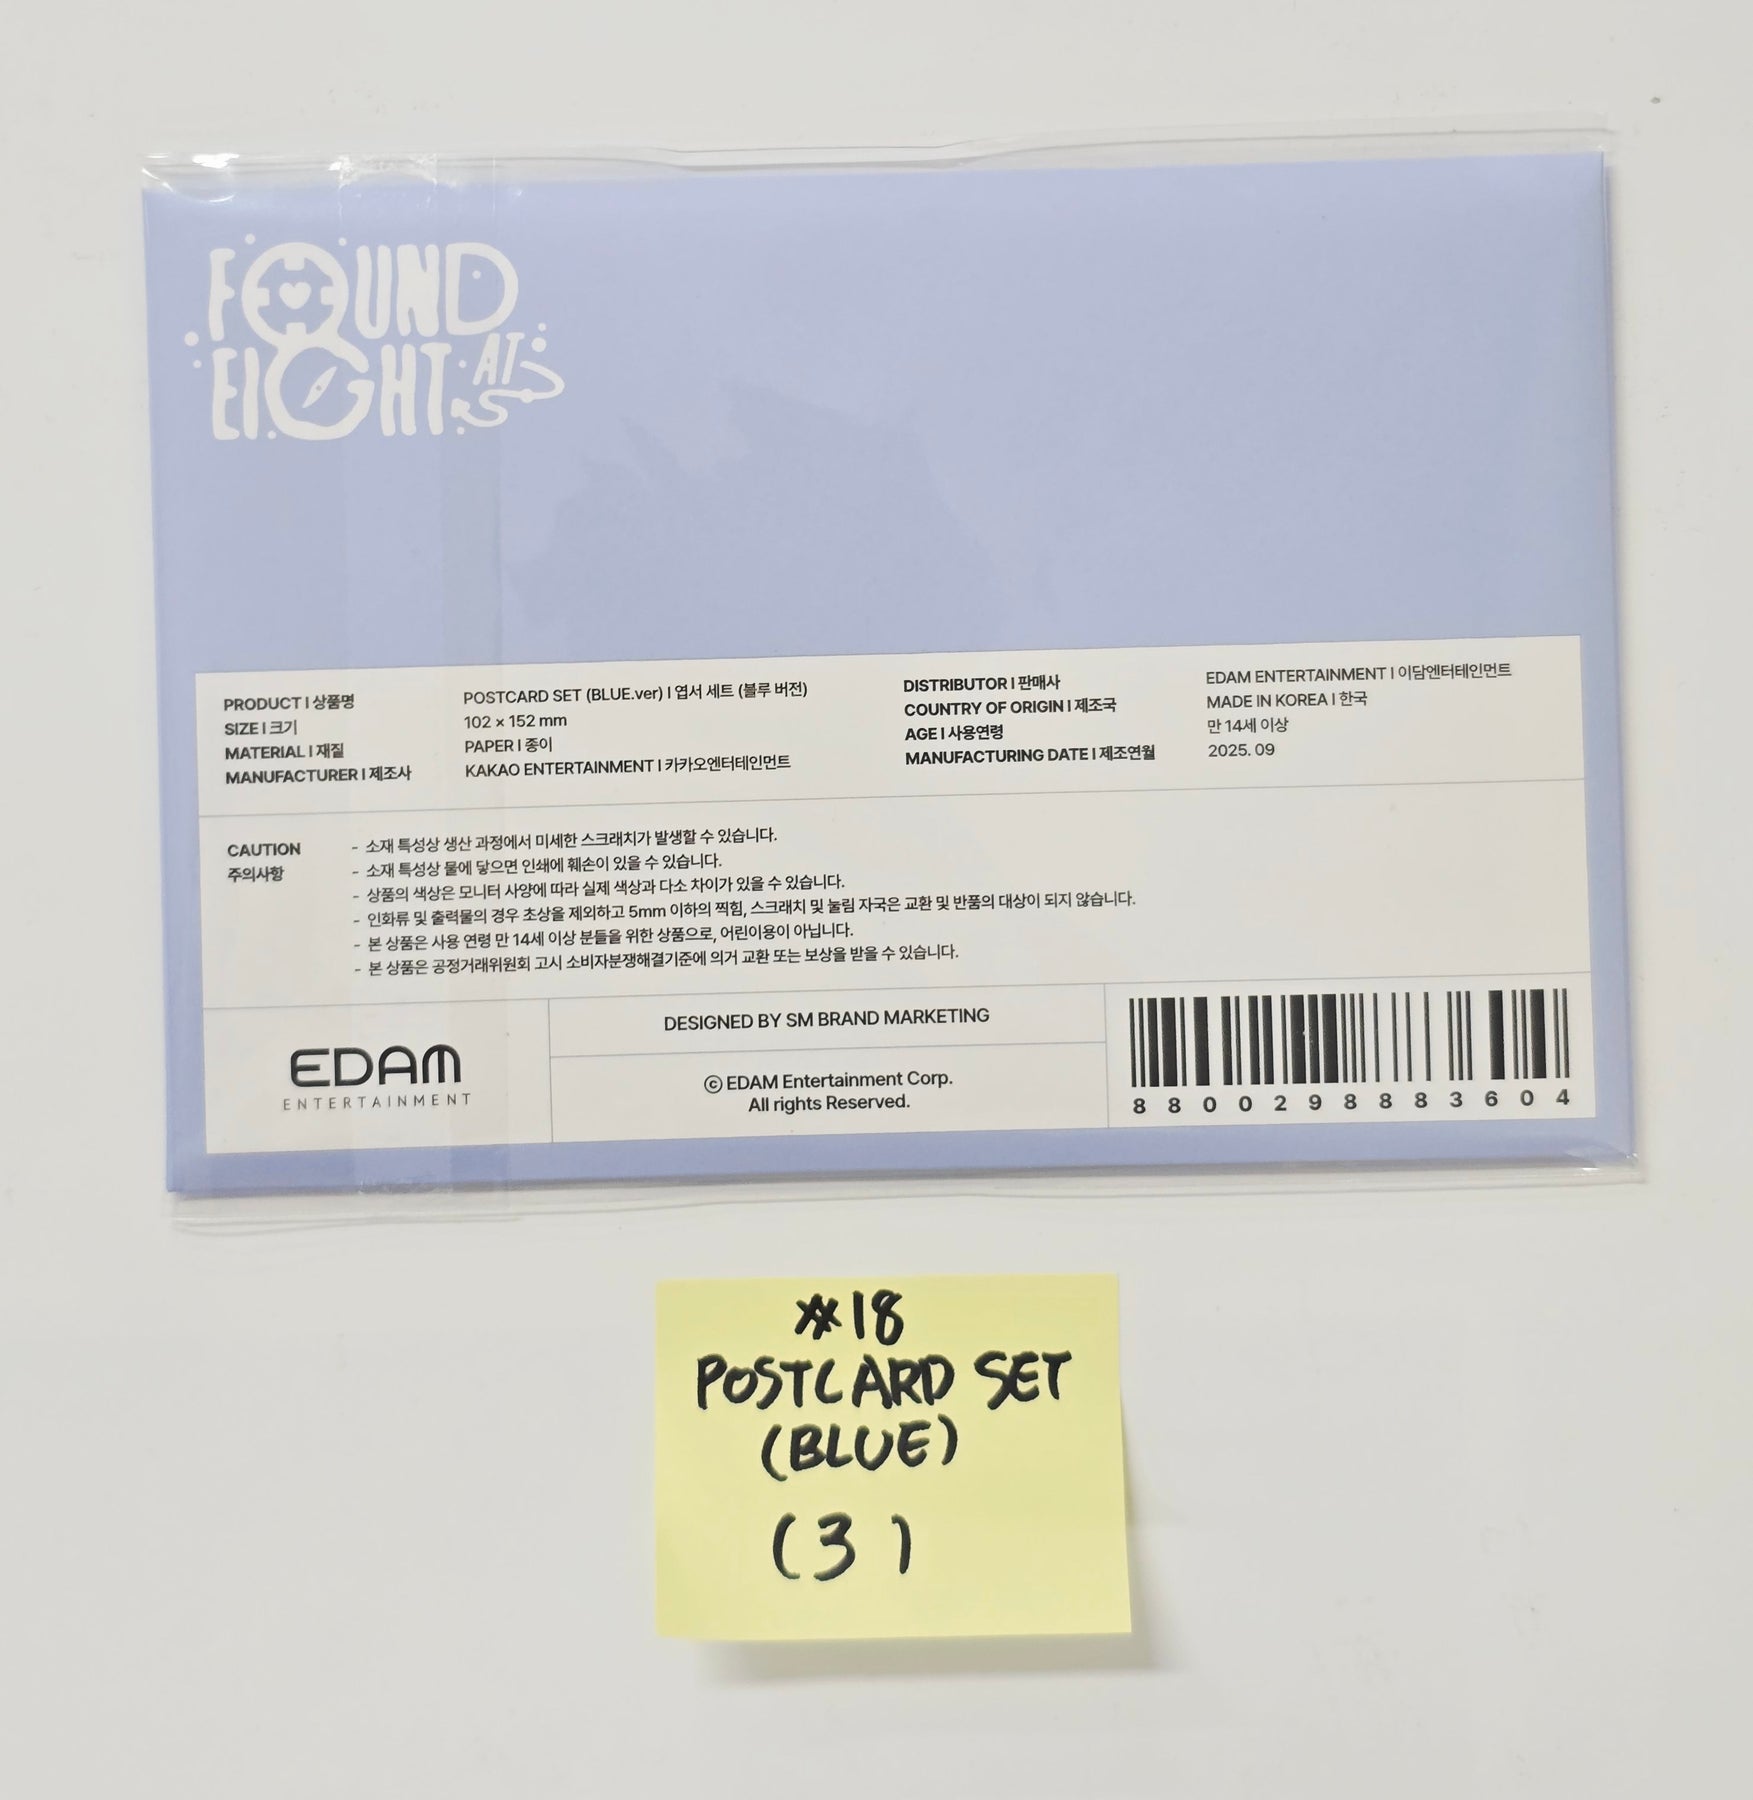 FOUND
AT
EIGHT
PRODUCT | 상품명 POSTCARD SET (BLUE.ver) | 엽서 세트 (블루 버전)
SIZE | 크기 102 × 152 mm
MATERIAL | 재질 PAPER | 종이
MANUFACTURER | 제조사 KAKAO ENTERTAINMENT | 카카오엔터테인먼트
DISTRIBUTOR | 판매사 EDAM ENTERTAINMENT | 이담엔터테인먼트
COUNTRY OF ORIGIN | 제조국 MADE IN KOREA | 한국
AGE | 사용연령 만 14세 이상
MANUFACTURING DATE | 제조연월 2025. 09
CAUTION
주의사항
- 소재 특성상 생산 과정에서 미세한 스크래치가 발생할 수 있습니다.
- 소재 특성상 물에 닿으면 인쇄에 훼손이 있을 수 있습니다.
- 상품의 색상은 모니터 사양에 따라 실제 색상과 다소 차이가 있을 수 있습니다.
- 인화류 및 출력물의 경우 초상을 제외하고 5mm 이하의 찍힘, 스크래치 및 눌림 자국은 교환 및 반품의 대상이 되지 않습니다.
- 본 상품은 사용 연령 만 14세 이상 분들을 위한 상품으로, 어린이용이 아닙니다.
- 본 상품은 공정거래위원회 고시 소비자분쟁해결기준에 의거 교환 또는 보상을 받을 수 있습니다.
EDAM
ENTERTAINMENT
DESIGNED BY SM BRAND MARKETING
ⓒ EDAM Entertainment Corp.
All rights Reserved.
8800298883604
#18
POSTCARD SET
(BLUE)
(3)